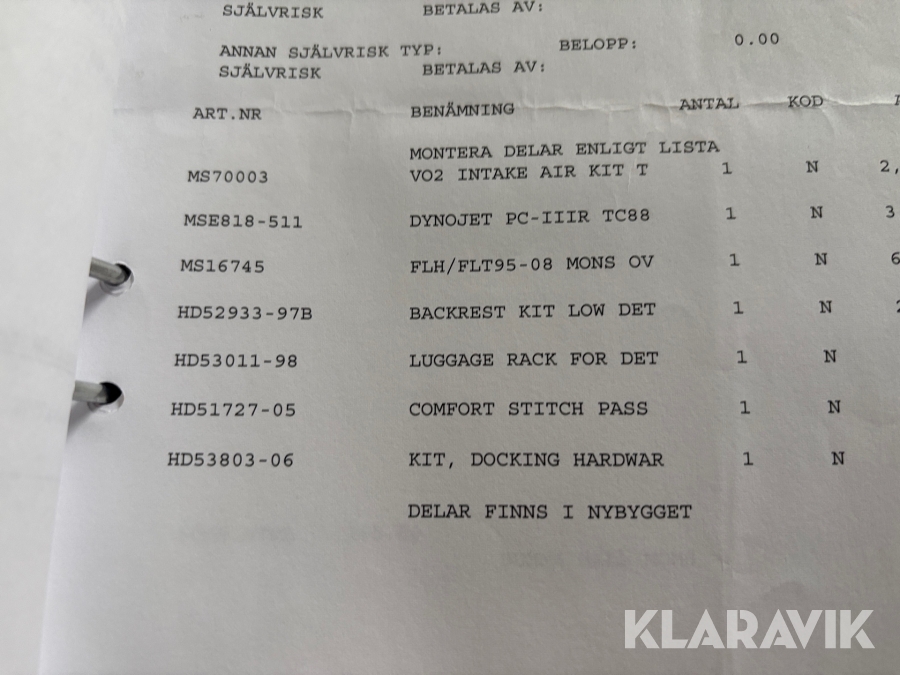 SJÄLVRISK BETALAS AV:
ANNAN SJÄLVRISK TYP: BELOPP: 0.00
SJÄLVRISK BETALAS AV:
ART.NR BENÄMNING ANTAL KOD
MONTERA DELAR ENLIGT LISTA
MS70003 VO2 INTAKE AIR KIT T 1 N 2,
MSE818-511 DYNOJET PC-IIIR TC88 1 N 3
MS16745 FLH/FLT95-08 MONS OV 1 N 6
HD52933-97B BACKREST KIT LOW DET 1 N
HD53011-98 LUGGAGE RACK FOR DET 1 N
HD51727-05 COMFORT STITCH PASS 1 N
HD53803-06 KIT, DOCKING HARDWAR 1 N
DELAR FINNS I NYBYGGET
KLARAVIK